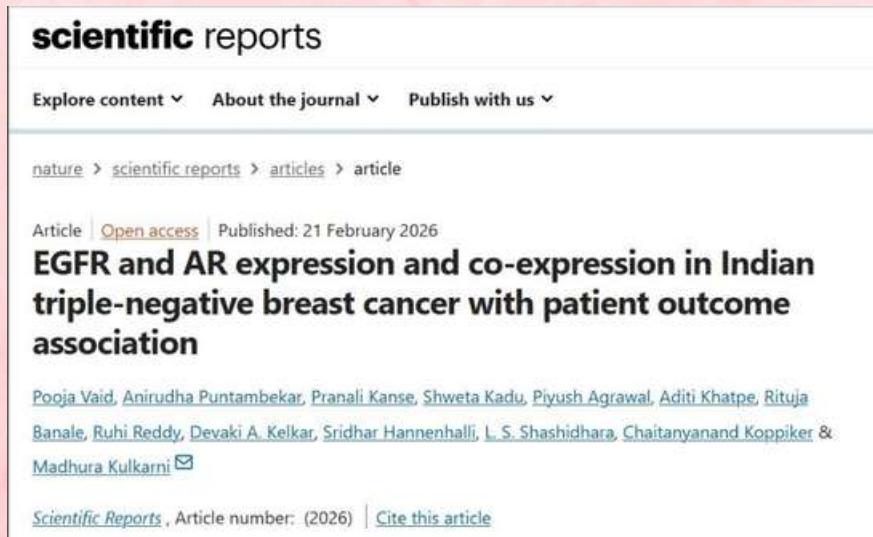 scientific reports
Explore content About the journal Publish with us
nature > scientific reports > articles > article
Article | Open access | Published: 21 February 2026
EGFR and AR expression and co-expression in Indian
triple-negative breast cancer with patient outcome
association
Pooja Vaid, Anirudha Puntambekar, Pranali Kanse, Shweta Kadu, Piyush Agrawal, Aditi Khatpe, Rituja
Banale, Ruhi Reddy, Devaki A. Kelkar, Sridhar Hannenhalli, L. S. Shashidhara, Chaitanyanand Koppiker &
Madhura Kulkarni
Scientific Reports , Article number: (2026) | Cite this article